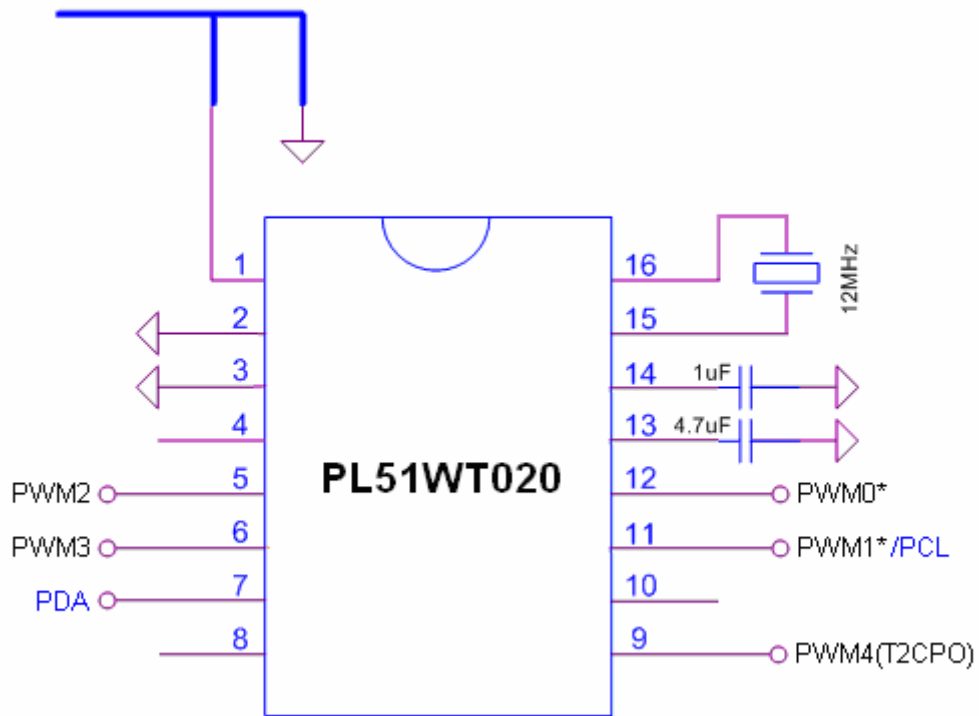 1
16
12MHz
2
15
3
14
1uF
4
13
4.7uF
PL51WT020
PWM2
5
12
PWM0*
PWM3
6
11
PWM1*/PCL
PDA
7
10
8
9
PWM4(T2CPO)